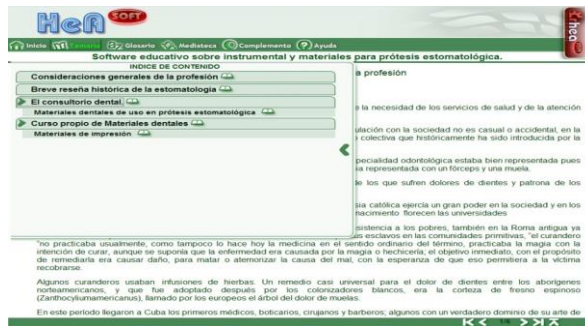 HeA SOFT
Inicio Temario Glosario Mediateca Complemento Ayuda
Software educativo sobre instrumental y materiales para prótesis estomatológica.
INDICE DE CONTENIDO
Consideraciones generales de la profesión
Breve reseña histórica de la estomatología
El consultorio dental.
Materiales dentales de uso en prótesis estomatológica
Curso propio de Materiales dentales
Materiales de impresión
a profesión
la necesidad de los servicios de salud y de la atención
ulación con la sociedad no es casual o accidental, en la
colectiva que históricamente ha sido introducida por la
pecialidad odontológica estaba bien representada pues
a representada con un fórceps y una muela.
de los que sufren dolores de dientes y patrona de los
sia católica ejercía un gran poder en la sociedad y en los
nacimiento florecen las universidades
sistencia a los pobres, también en la Roma antigua ya
s esclavos en las comunidades primitivas, "el curandero
"no practicaba usualmente, como tampoco lo hace hoy la medicina en el sentido ordinario del término, practicaba la magia con la
intención de curar, aunque se suponía que la enfermedad era causada por la magia o hechicería, el objetivo inmediato, con el propósito
de remediarla era causar daño, para matar o atemorizar la causa del mal, con la esperanza de que eso permitiera a la víctima
recobrarse.
Algunos curanderos usaban infusiones de hierbas. Un remedio casi universal para el dolor de dientes entre los aborígenes
norteamericanos, y que fue adoptado después por los colonizadores blancos, era la corteza de fresno espinoso
(Zanthocyliumamericanus), llamado por los europeos el árbol del dolor de muelas.
En este período llegaron a Cuba los primeros médicos, boticarios, cirujanos y barberos; algunos con un verdadero dominio de su arte de